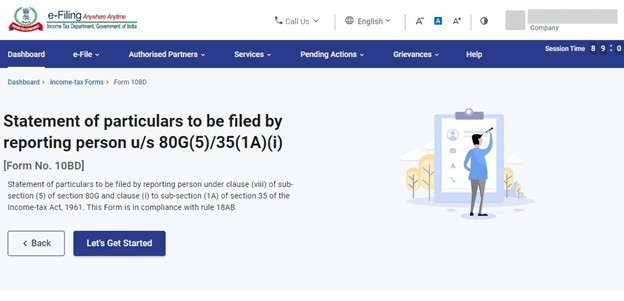 e-Filing Anywhere Anytime
Income Tax Department, Government of India
Call Us
English
A-
A
A+
Company
Dashboard
e-File
Authorised Partners
Services
Pending Actions
Grievances
Help
Session Time 8 9 : 0
Dashboard > Income-tax Forms > Form 10BD
Statement of particulars to be filed by
reporting person u/s 80G(5)/35(1A)(i)
[Form No. 10BD]
Statement of particulars to be filed by reporting person under clause (viii) of sub-
section (5) of section 80G and clause (i) to sub-section (1A) of section 35 of the
Income-tax Act, 1961. This Form is in compliance with rule 18AB.
< Back
Let's Get Started